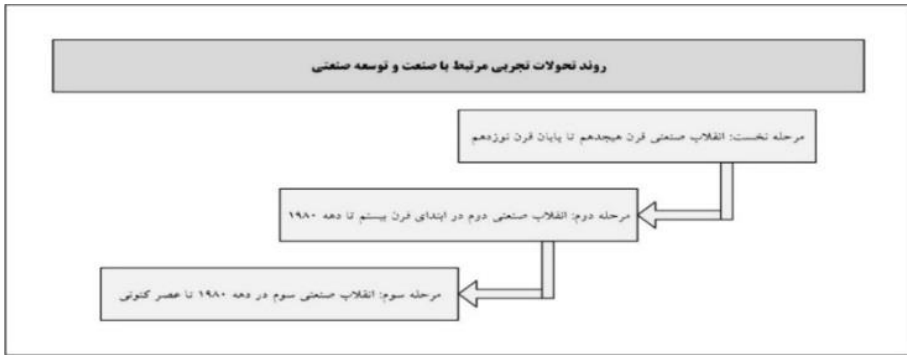 روند تحولات تجربی مرتبط با صنعت و توسعه صنعتی
مرحله نخست: انقلاب صنعتی قرن هیجدهم تا پایان قرن نوزدهم
مرحله دوم: انقلاب صنعتی دوم در ابتدای قرن بیستم تا دهه ۱۹۸۰
مرحله سوم: انقلاب صنعتی سوم در دهه ۱۹۸۰ تا عصر کنونی